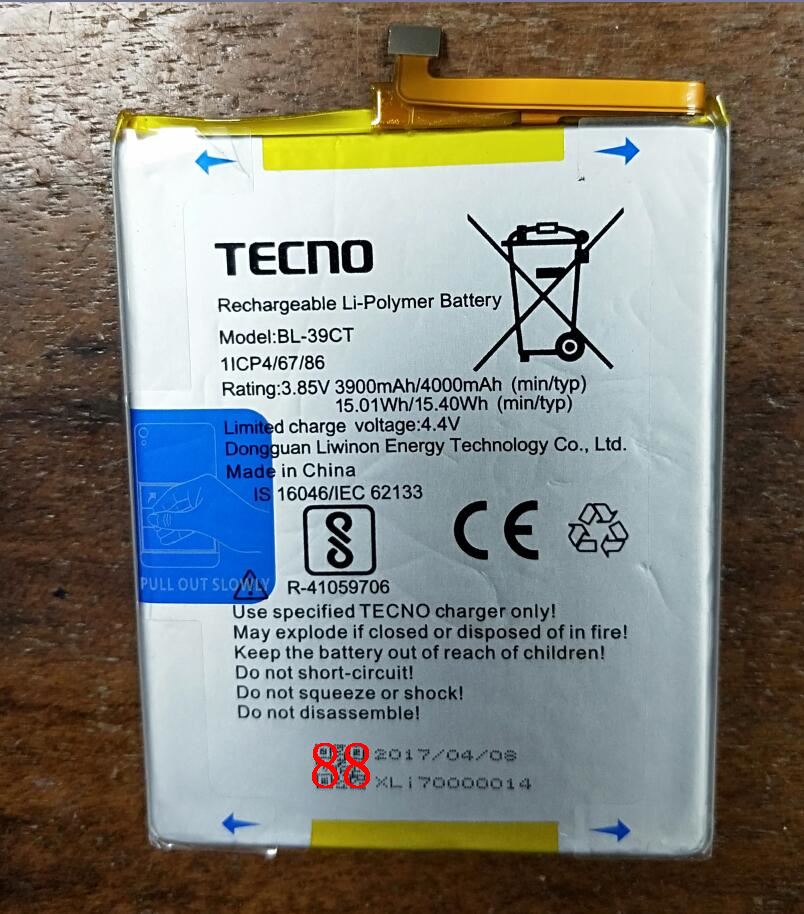 TECNO
Rechargeable Li-Polymer Battery
Model:BL-39CT
1ICP4/67/86
Rating:3.85V 3900mAh/4000mAh (min/typ)
15.01Wh/15.40Wh (min/typ)
Limited charge voltage:4.4V
Dongguan Liwinon Energy Technology Co., Ltd.
Made in China
IS 16046/IEC 62133
CE
PULL OUT SLOWLY
R-41059706
Use specified TECNO charger only!
May explode if closed or disposed of in fire!
Keep the battery out of reach of children!
Do not short-circuit!
Do not squeeze or shock!
Do not disassemble!
88
2017/04/08
XLi70000014